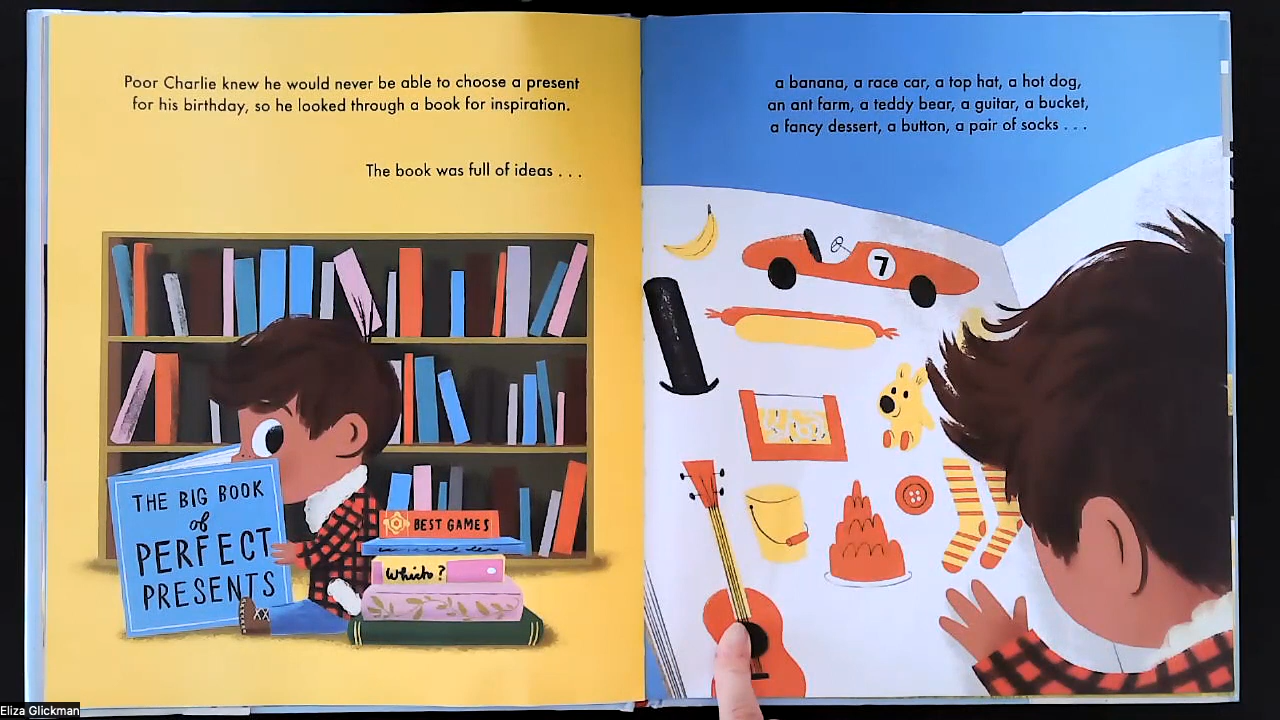 Poor Charlie knew he would never be able to choose a present
for his birthday, so he looked through a book for inspiration.
The book was full of ideas . . .
THE BIG BOOK
of
PERFECT
PRESENTS
BEST GAMES
Which?
a banana, a race car, a top hat, a hot dog,
an ant farm, a teddy bear, a guitar, a bucket,
a fancy dessert, a button, a pair of socks . . .
7
Eliza Glickman